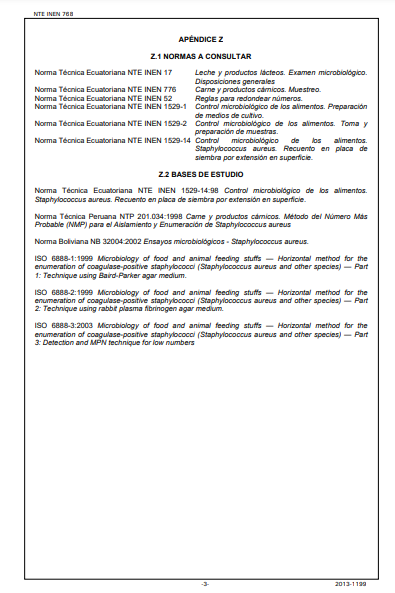 NTE INEN 768
APÉNDICE Z
Z.1 NORMAS A CONSULTAR
Norma Técnica Ecuatoriana NTE INEN 17 Leche y productos lácteos. Examen microbiológico.
Disposiciones generales
Norma Técnica Ecuatoriana NTE INEN 776 Carne y productos cárnicos. Muestreo.
Norma Técnica Ecuatoriana NTE INEN 52 Reglas para redondear números.
Norma Técnica Ecuatoriana NTE INEN 1529-1 Control microbiológico de los alimentos. Preparación
de medios de cultivo.
Norma Técnica Ecuatoriana NTE INEN 1529-2 Control microbiológico de los alimentos. Toma y
preparación de muestras.
Norma Técnica Ecuatoriana NTE INEN 1529-14 Control microbiológico de los alimentos.
Staphylococcus aureus. Recuento en placa de
siembra por extensión en superficie.
Z.2 BASES DE ESTUDIO
Norma Técnica Ecuatoriana NTE INEN 1529-14:98 Control microbiológico de los alimentos.
Staphylococcus aureus. Recuento en placa de siembra por extensión en superficie.
Norma Técnica Peruana NTP 201.034:1998 Carne y productos cárnicos. Método del Número Más
Probable (NMP) para el Aislamiento y Enumeración de Staphylococcus aureus
Norma Boliviana NB 32004:2002 Ensayos microbiológicos - Staphylococcus aureus.
ISO 6888-1:1999 Microbiology of food and animal feeding stuffs — Horizontal method for the
enumeration of coagulase-positive staphylococci (Staphylococcus aureus and other species) — Part
1: Technique using Baird-Parker agar medium.
ISO 6888-2:1999 Microbiology of food and animal feeding stuffs — Horizontal method for the
enumeration of coagulase-positive staphylococci (Staphylococcus aureus and other species) — Part
2: Technique using rabbit plasma fibrinogen agar medium.
ISO 6888-3:2003 Microbiology of food and animal feeding stuffs — Horizontal method for the
enumeration of coagulase-positive staphylococci (Staphylococcus aureus and other species) — Part
3: Detection and MPN technique for low numbers
-3- 2013-1199